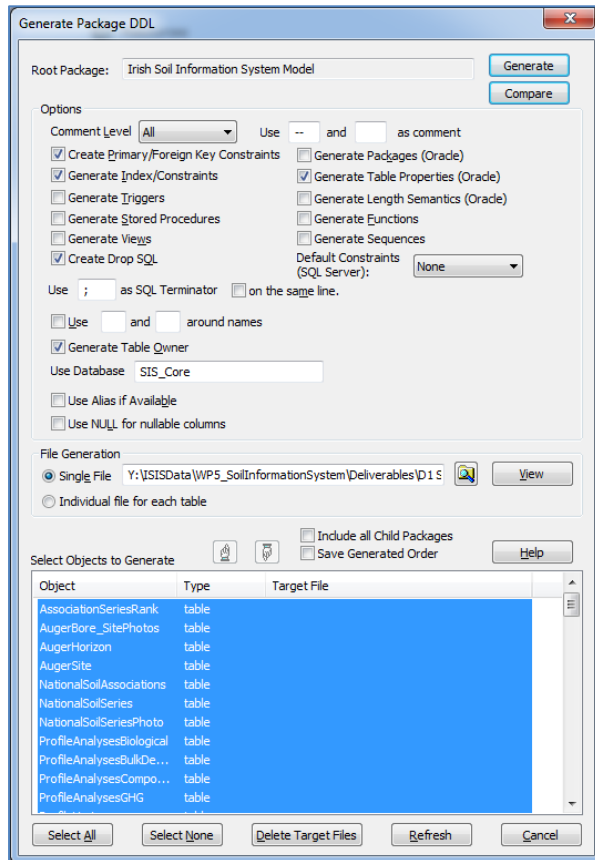 Generate Package DDL
Root Package: Irish Soil Information System Model Generate
Compare
Options
Comment Level All Use -- and as comment
Create Primary/Foreign Key Constraints Generate Packages (Oracle)
Generate Index/Constraints Generate Table Properties (Oracle)
Generate Triggers Generate Length Semantics (Oracle)
Generate Stored Procedures Generate Functions
Generate Views Generate Sequences
Create Drop SQL Default Constraints
(SQL Server): None
Use ; as SQL Terminator on the same line.
Use and around names
Generate Table Owner
Use Database SIS_Core
Use Alias if Available
Use NULL for nullable columns
File Generation
Single File Y:\ISISData\WP5_SoilInformationSystem\Deliverables\D1 S View
Individual file for each table
Include all Child Packages
Save Generated Order Help
Select Objects to Generate
Object Type Target File
AssociationSeriesRank table
AugerBore_SitePhotos table
AugerHorizon table
AugerSite table
NationalSoilAssociations table
NationalSoilSeries table
NationalSoilSeriesPhoto table
ProfileAnalysesBiological table
ProfileAnalysesBulkDe... table
ProfileAnalysesCompo... table
ProfileAnalysesGHG table
Select All Select None Delete Target Files Refresh Cancel